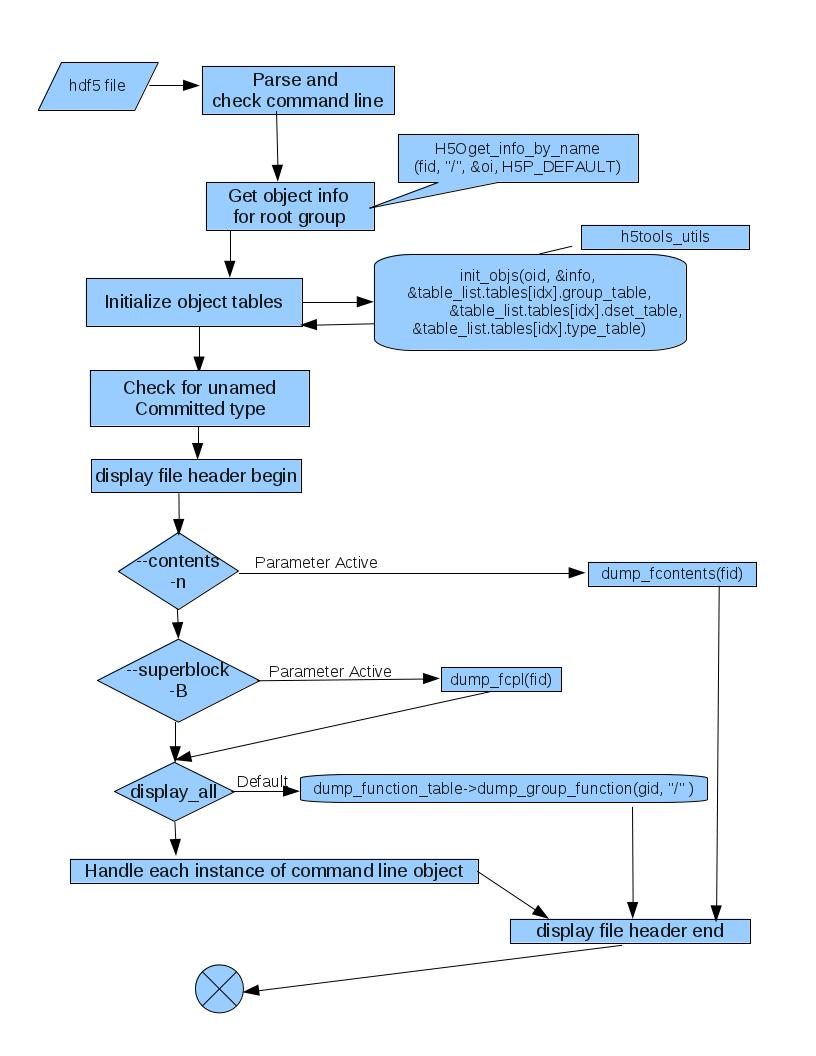 hdf5 file
Parse and
check command line
H5Oget_info_by_name
(fid, "/", &oi, H5P_DEFAULT)
Get object info
for root group
h5tools_utils
init_objs(oid, &info,
&table_list.tables[idx].group_table,
&table_list.tables[idx].dset_table,
&table_list.tables[idx].type_table)
Initialize object tables
Check for unamed
Committed type
display file header begin
--contents
-n
Parameter Active
dump_fcontents(fid)
--superblock
-B
Parameter Active
dump_fcpl(fid)
display_all
Default
dump_function_table->dump_group_function(gid, "/" )
Handle each instance of command line object
display file header end